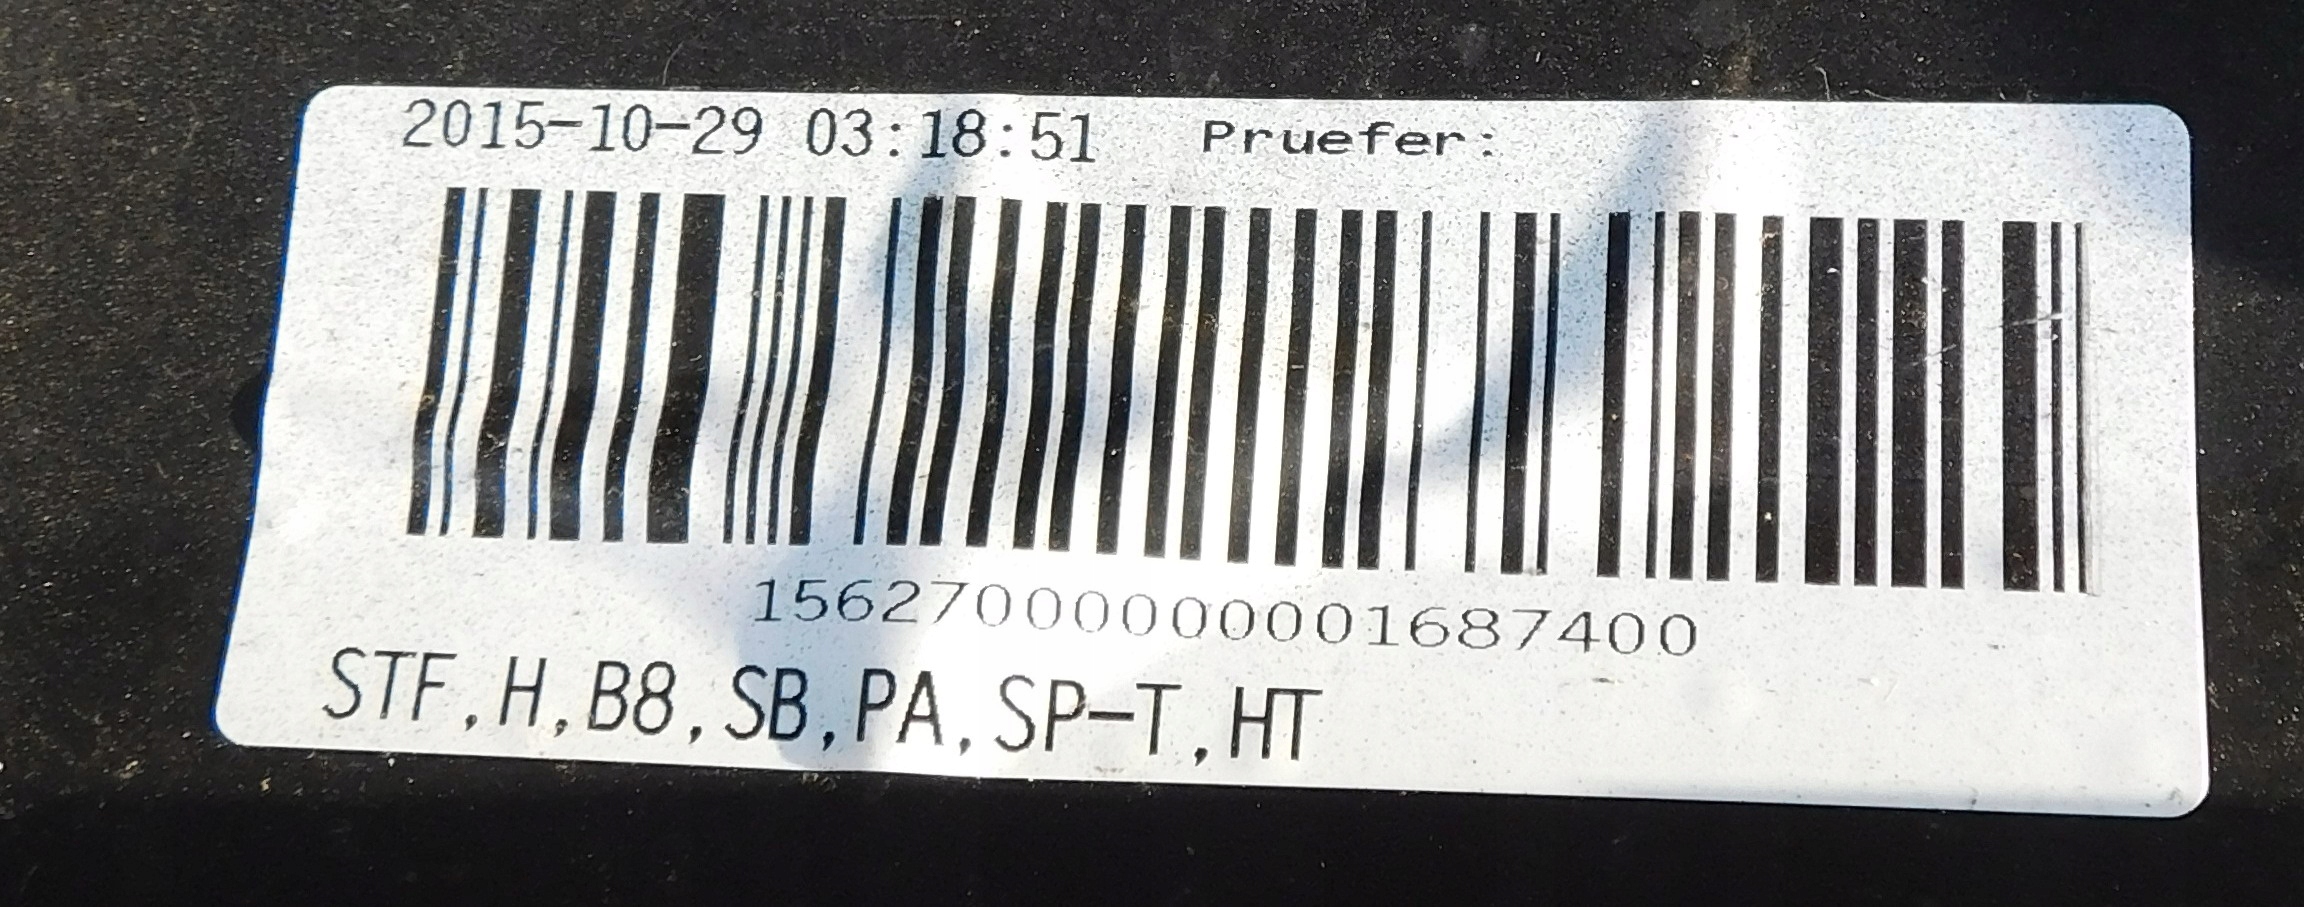 2015-10-29 03:18:51 Pruefer:
15627000000001687400
STF,H,B8,SB,PA,SP-T,HT